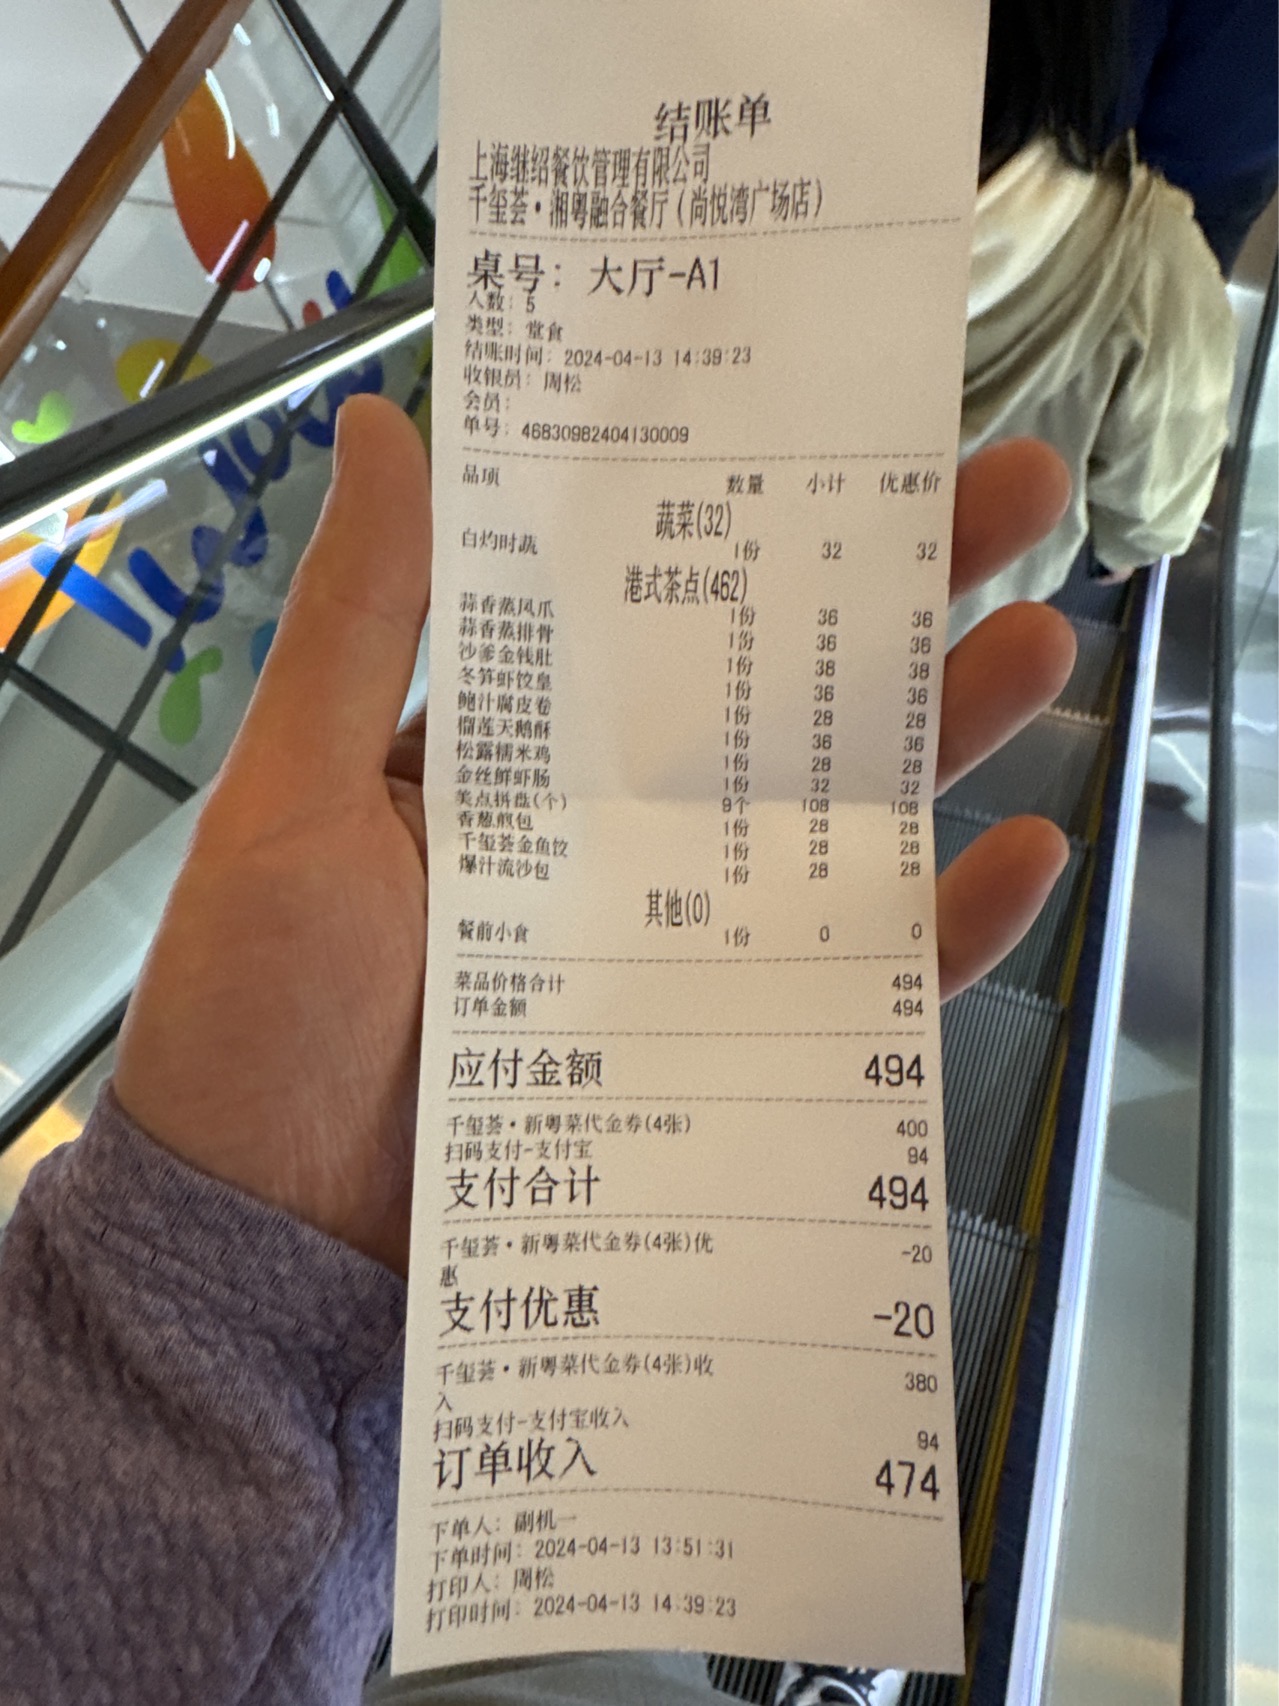 结账单
上海继绍餐饮管理有限公司
千玺荟·湘粤融合餐厅(尚悦湾广场店)
桌号: 大厅-A1
人数: 5
类型: 堂食
结账时间: 2024-04-13 14:39:23
收银员: 周松
会员:
单号: 46830982404130009
品项 数量 小计 优惠价
蔬菜(32)
白灼时蔬 1份 32 32
港式茶点(462)
蒜香蒸凤爪 1份 36 36
蒜香蒸排骨 1份 36 36
沙爹金钱肚 1份 38 38
冬笋虾饺皇 1份 36 36
鲍汁腐皮卷 1份 28 28
榴莲天鹅酥 1份 36 36
松露糯米鸡 1份 28 28
金丝鲜虾肠 1份 32 32
美点拼盘(个) 9个 108 108
香葱煎包 1份 28 28
千玺荟金鱼饺 1份 28 28
爆汁流沙包 1份 28 28
其他(0)
餐前小食 1份 0 0
菜品价格合计 494
订单金额 494
应付金额 494
千玺荟·新粤菜代金券(4张) 400
扫码支付-支付宝 94
支付合计 494
千玺荟·新粤菜代金券(4张)优 -20
惠
支付优惠 -20
千玺荟·新粤菜代金券(4张)收 380
入
扫码支付-支付宝收入 94
订单收入 474
下单人: 副机一
下单时间: 2024-04-13 13:51:31
打印人: 周松
打印时间: 2024-04-13 14:39:23